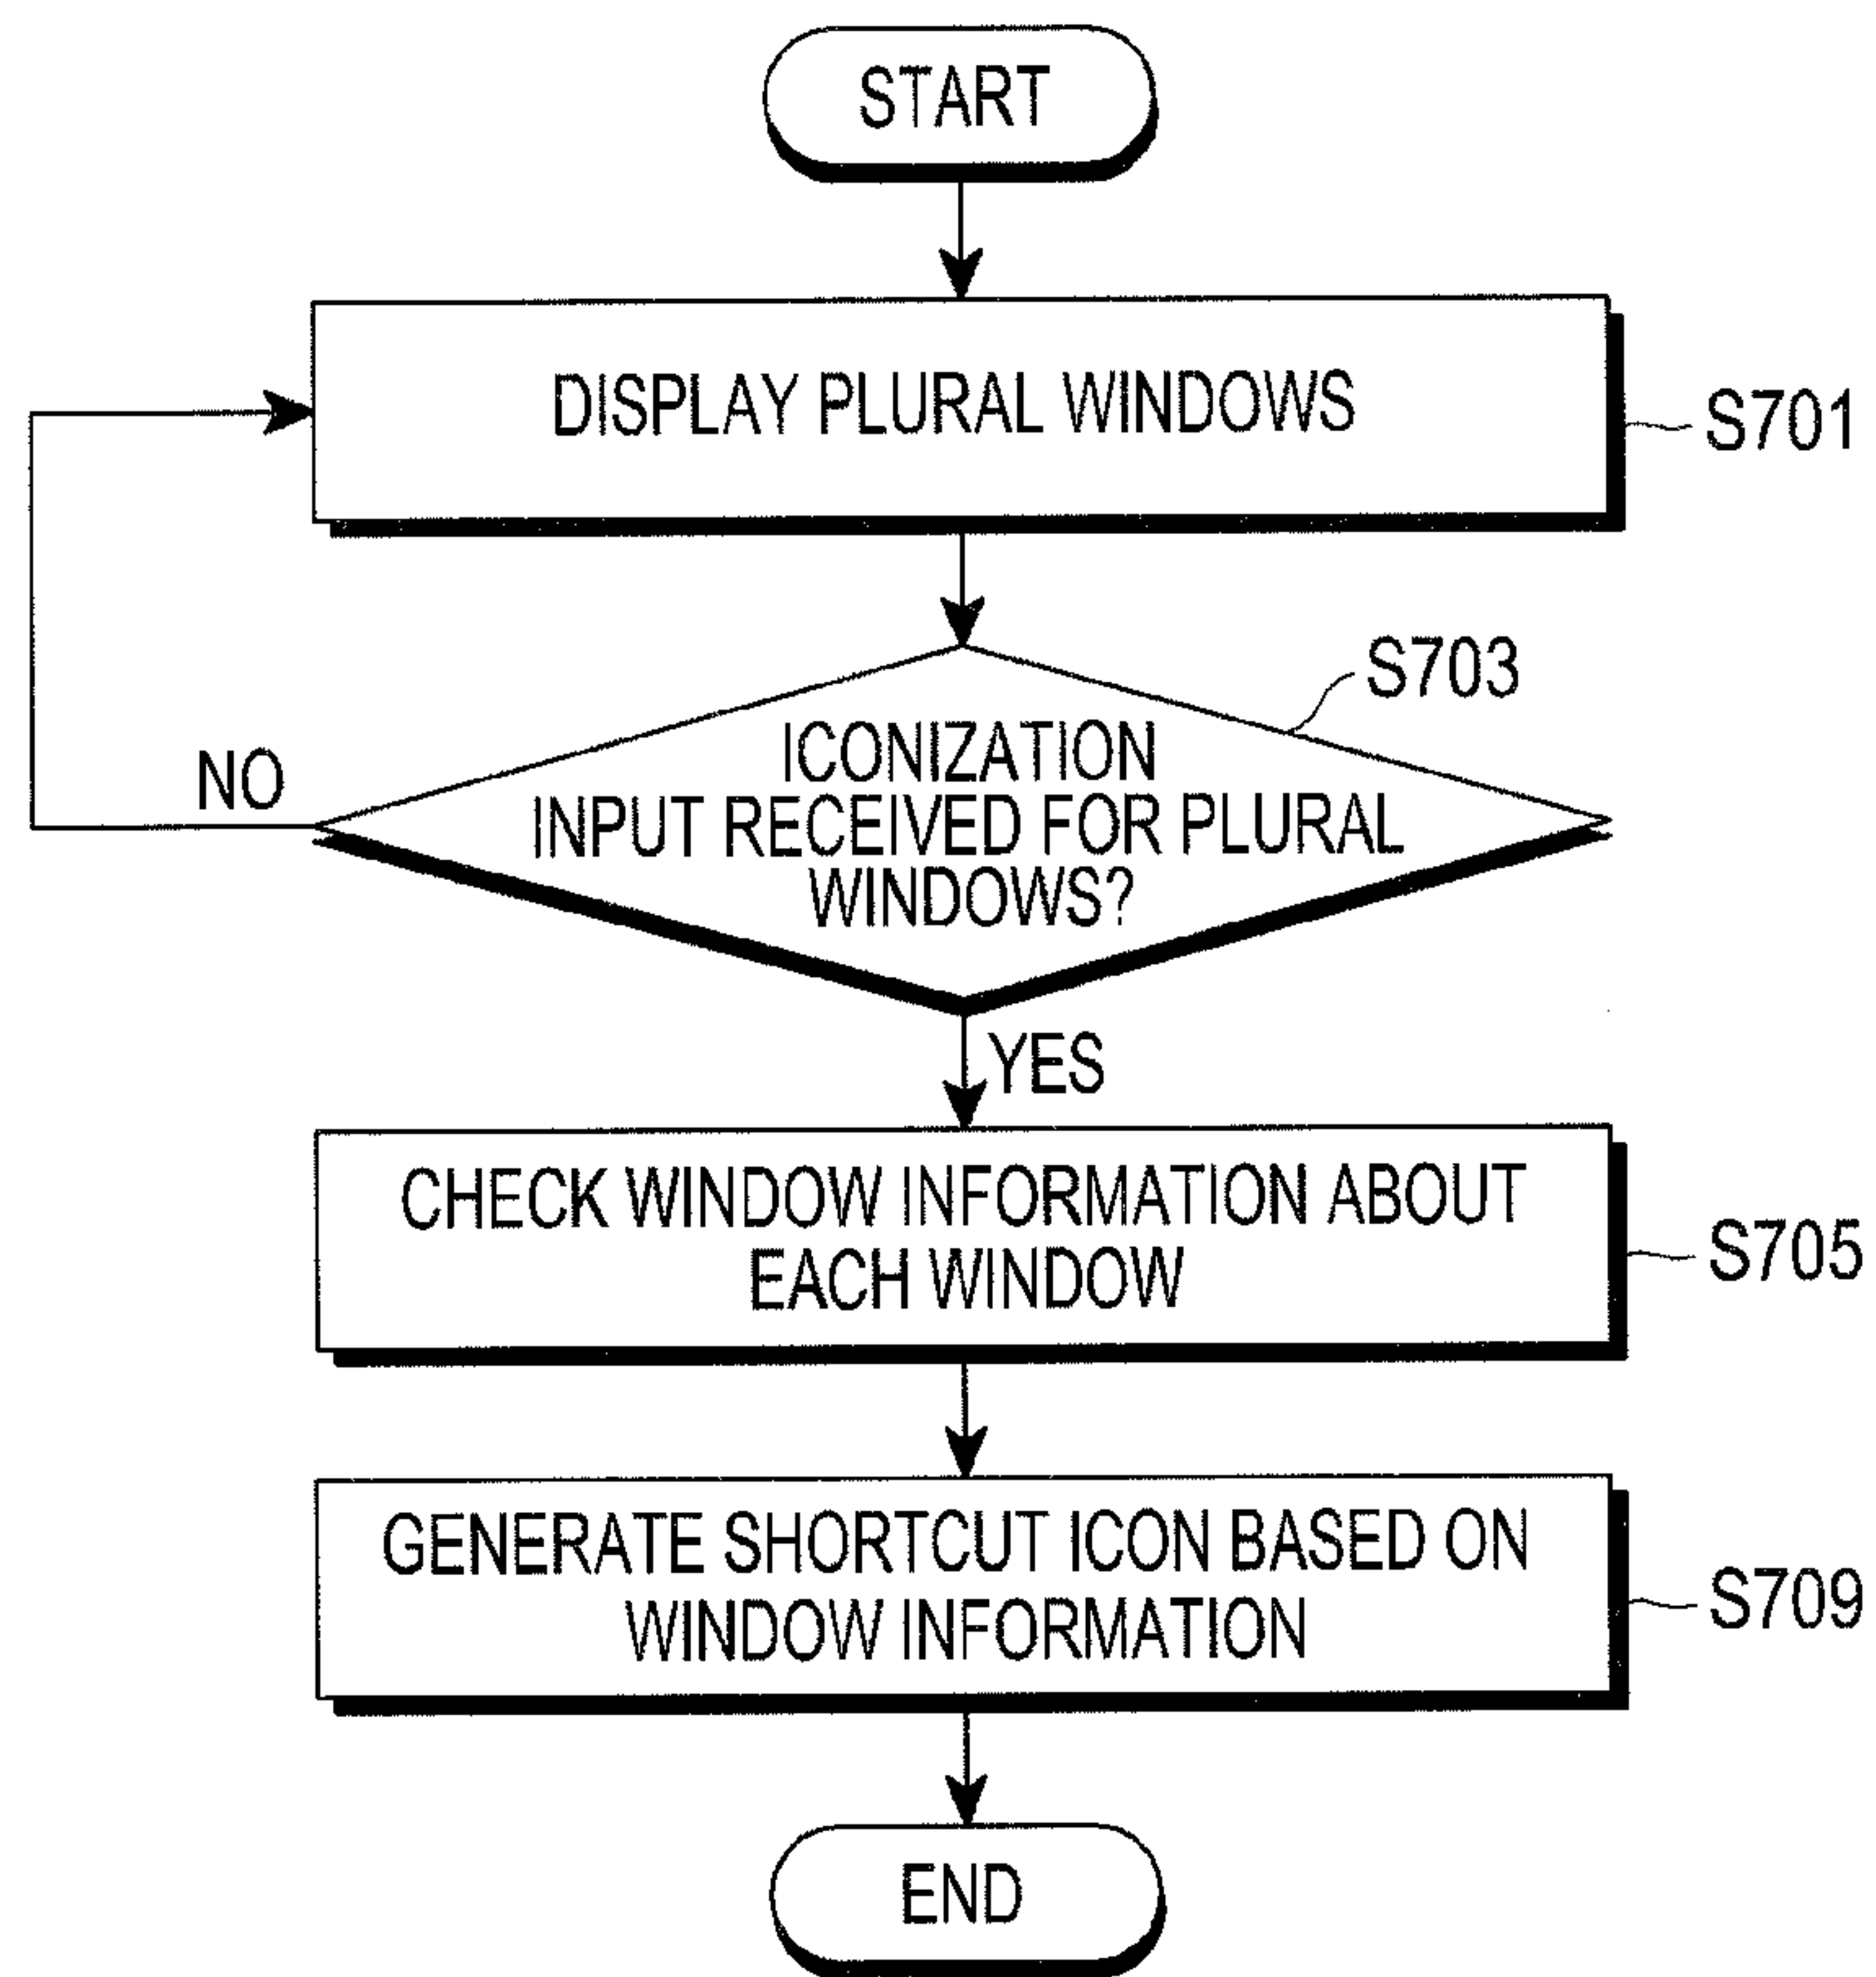 START
DISPLAY PLURAL WINDOWS
S701
S703
ICONIZATION
INPUT RECEIVED FOR PLURAL
WINDOWS?
NO
YES
CHECK WINDOW INFORMATION ABOUT
EACH WINDOW
S705
GENERATE SHORTCUT ICON BASED ON
WINDOW INFORMATION
S709
END